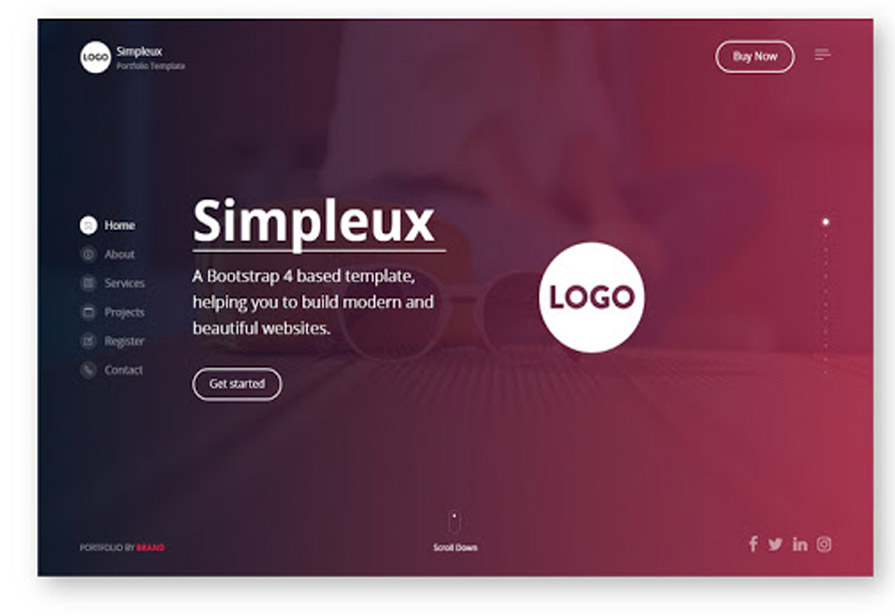 LOGO
Simpleux
Portfolio Template
Buy Now
Home
About
Services
Projects
Register
Contact
Simpleux
A Bootstrap 4 based template,
helping you to build modern and
beautiful websites.
Get started
LOGO
PORTFOLIO BY BRAND
Scroll Down